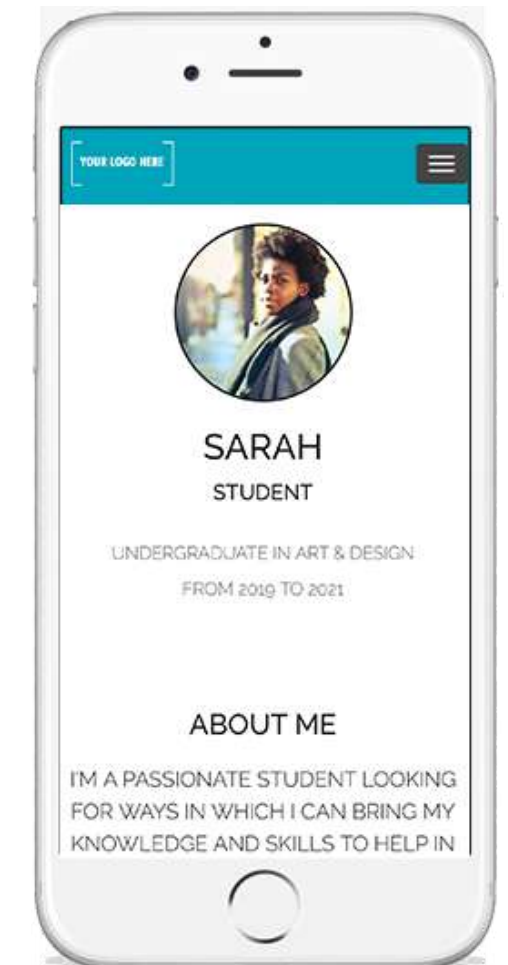 YOUR LOGO HERE
SARAH
STUDENT
UNDERGRADUATE IN ART & DESIGN
FROM 2019 TO 2021
ABOUT ME
I'M A PASSIONATE STUDENT LOOKING
FOR WAYS IN WHICH I CAN BRING MY
KNOWLEDGE AND SKILLS TO HELP IN